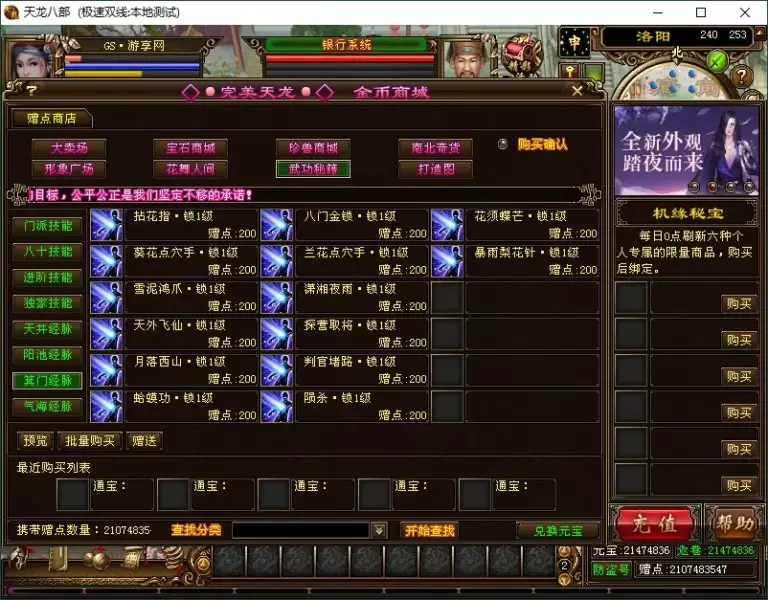 天龙八部 (极速双线:本地测试)
GS·游享网
银行系统
精彩
申
洛阳
240 253
北
完美天龙
金币商城
赠点商店
大卖场
宝石商城
珍兽商城
南北奇货
购买确认
形象广场
花舞人间
武功秘籍
打造图
目标，公平公正是我们坚定不移的承诺！
门派技能
八十技能
进阶技能
独家技能
天井经脉
阳池经脉
箕门经脉
气海经脉
拈花指·锁1级
赠点:200
八门金锁·锁1级
赠点:200
花须蝶芒·锁1级
赠点:200
葵花点穴手·锁1级
赠点:200
兰花点穴手·锁1级
赠点:200
暴雨梨花针·锁1级
赠点:200
雪泥鸿爪·锁1级
赠点:200
潇湘夜雨·锁1级
赠点:200
天外飞仙·锁1级
赠点:200
探营取将·锁1级
赠点:200
月落西山·锁1级
赠点:200
判官堵路·锁1级
赠点:200
蛤蟆功·锁1级
赠点:200
陨杀·锁1级
赠点:200
预览
批量购买
赠送
最近购买列表
通宝：
通宝：
通宝：
通宝：
通宝：
携带赠点数量：21074835
查找分类
开始查找
兑换元宝
全新外观
踏夜而来
机缘秘宝
每日0点刷新六种个
人专属的限量商品，购买
后绑定。
购买
购买
购买
购买
购买
购买
充值
帮助
元宝:21474836
2
防盗号
赠点:2107483547